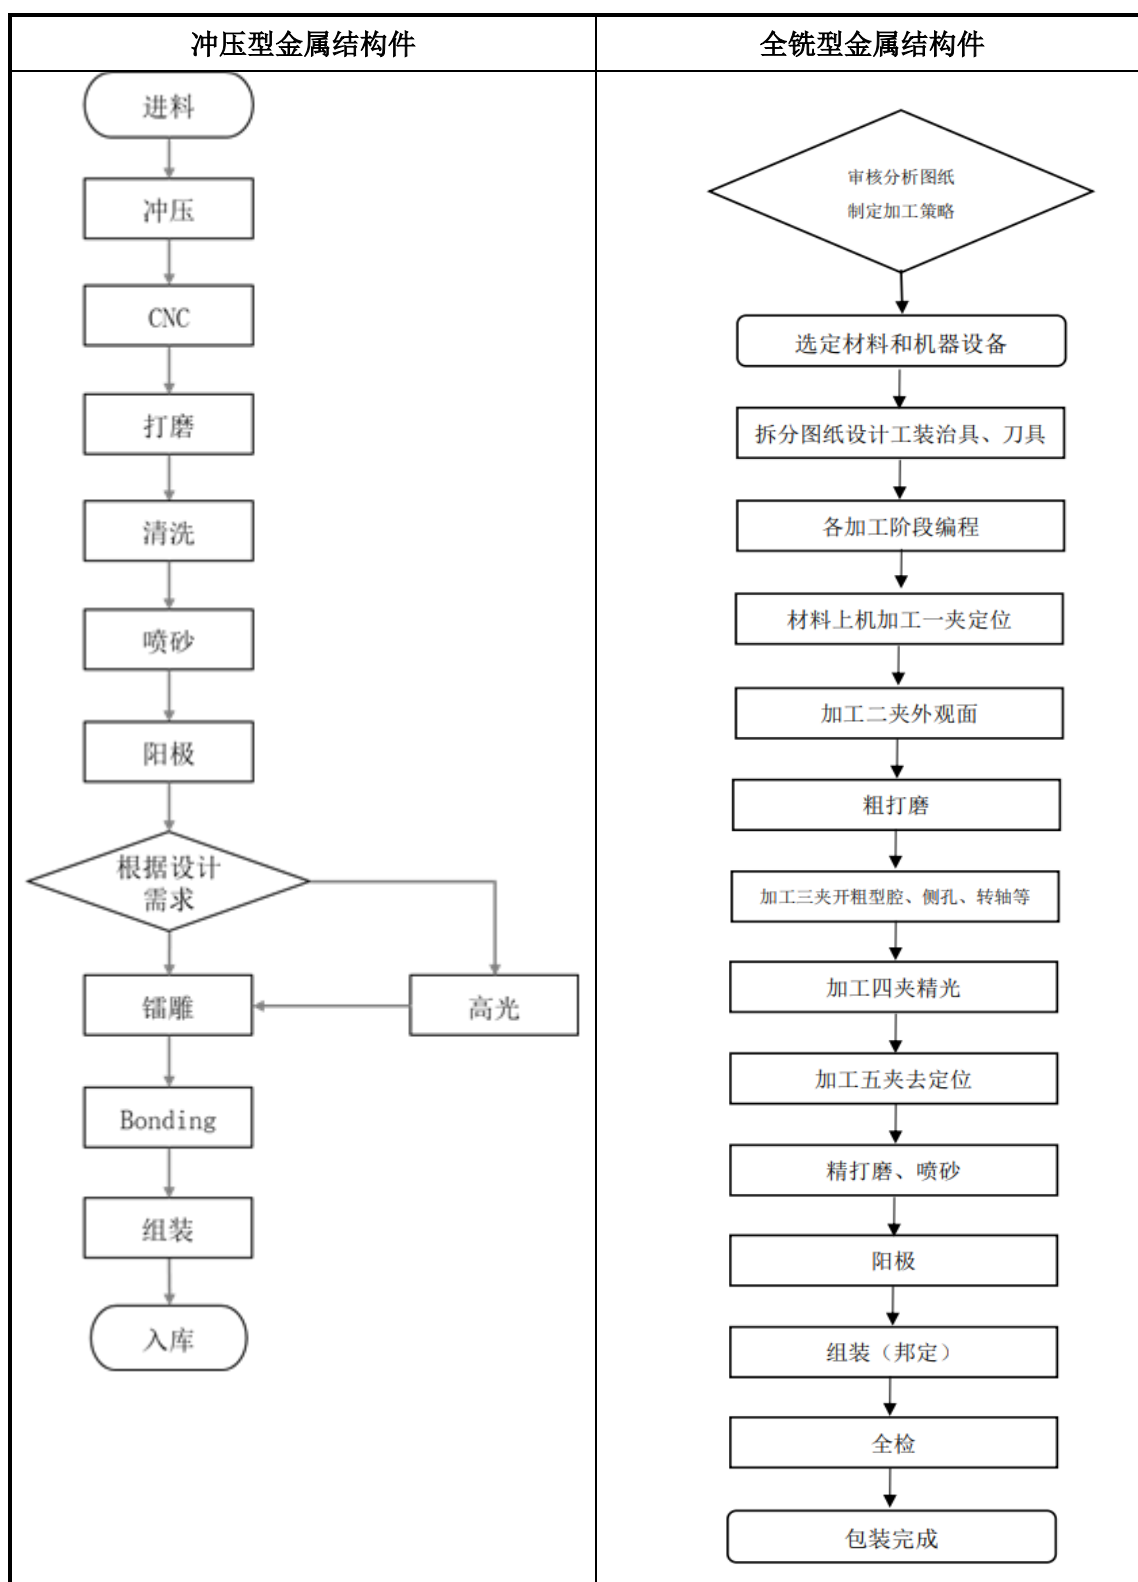 冲压型金属结构件
全铣型金属结构件
进料
冲压
CNC
打磨
清洗
喷砂
阳极
根据设计
需求
镭雕
高光
Bonding
组装
入库
审核分析图纸
制定加工策略
选定材料和机器设备
拆分图纸设计工装治具、刀具
各加工阶段编程
材料上机加工一夹定位
加工二夹外观面
粗打磨
加工三夹开粗型腔、侧孔、转轴等
加工四夹精光
加工五夹去定位
精打磨、喷砂
阳极
组装（邦定）
全检
包装完成